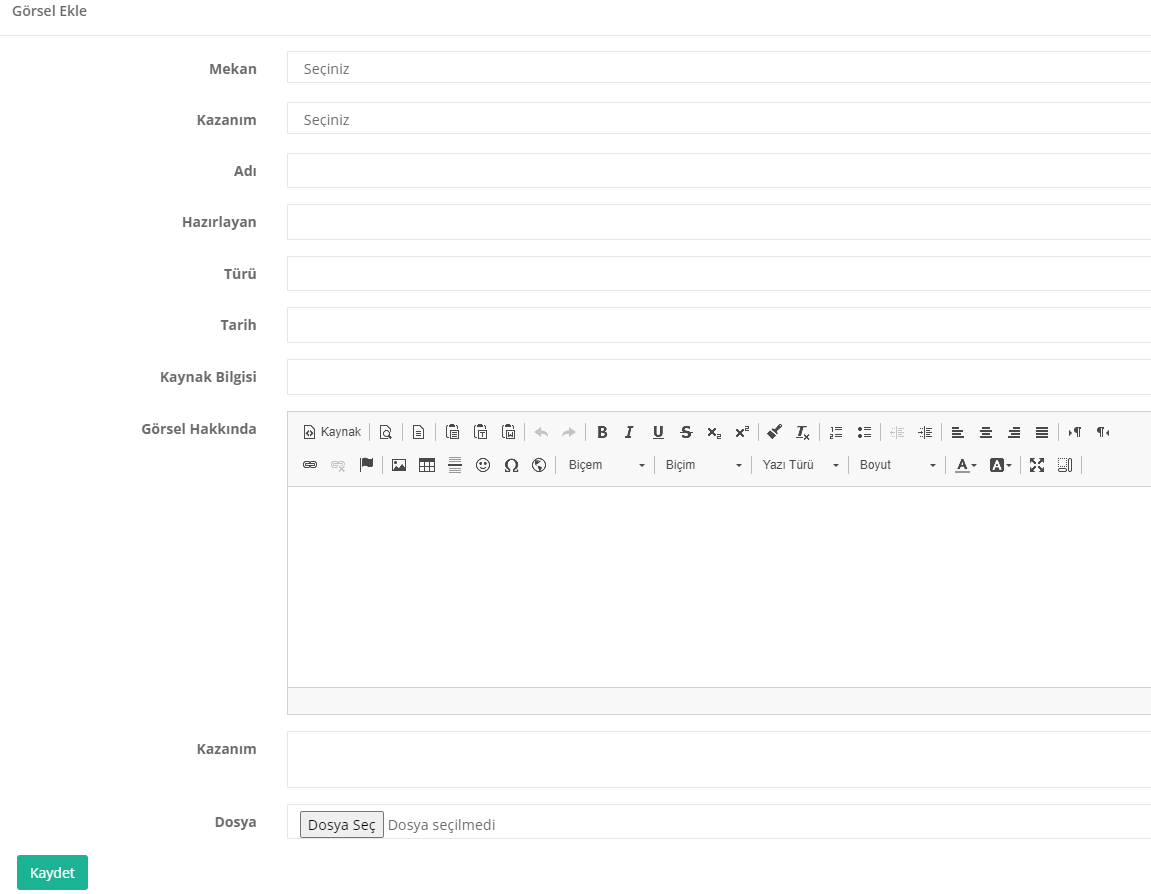 Görsel Ekle
Mekan Seçiniz
Kazanım Seçiniz
Adı
Hazırlayan
Türü
Tarih
Kaynak Bilgisi
Görsel Hakkında Kaynak
Biçem Biçim Yazı Türü Boyut
Kazanım
Dosya Dosya Seç Dosya seçilmedi
Kaydet